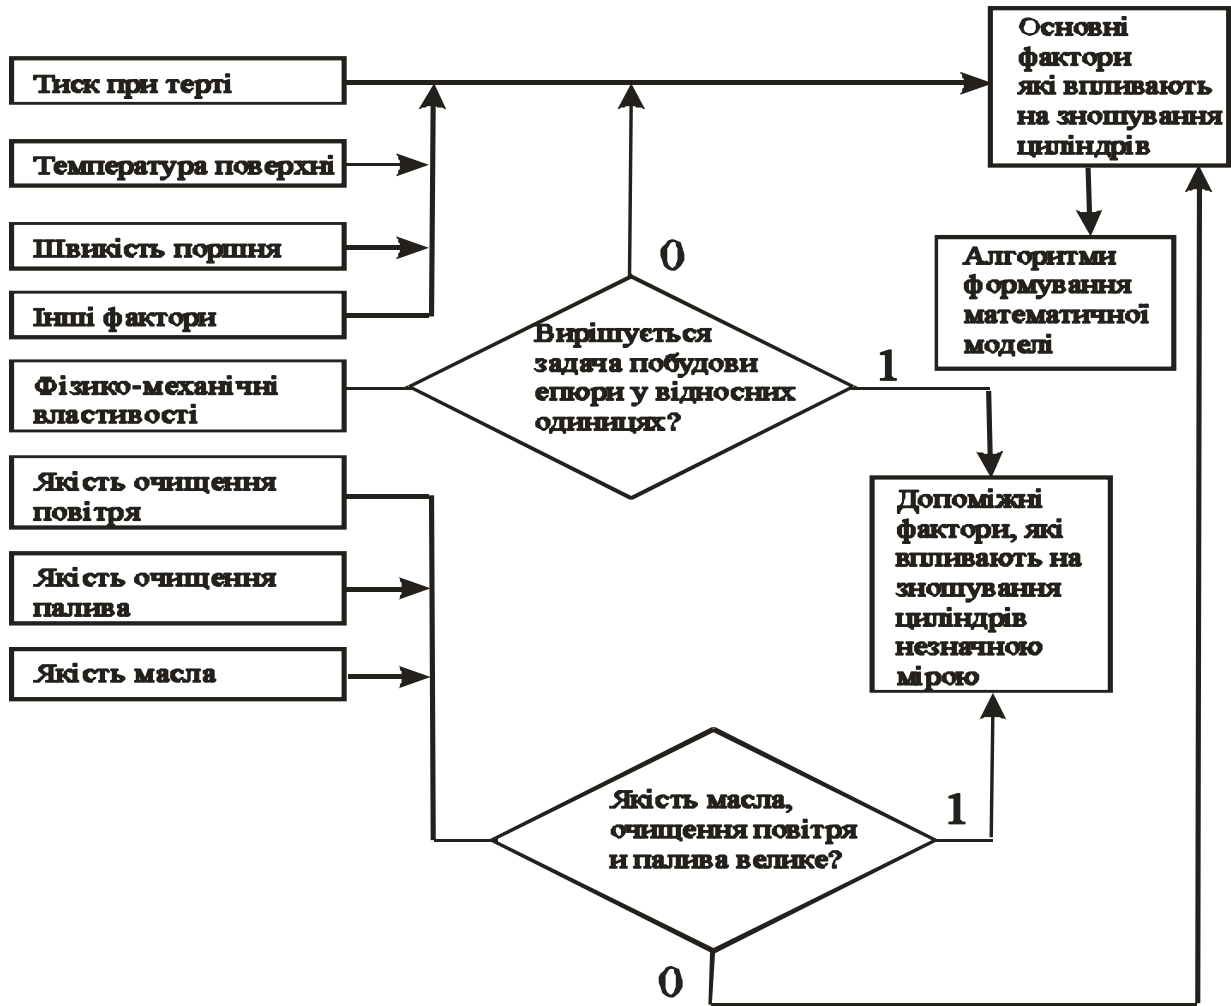 Тиск при терті
Температура поверхні
Швикість поршня
Інші фактори
Фізико-механічні
властивості
Якість очищення
повітря
Якість очищення
палива
Якість масла
0
Вирішується
задача побудови
епюри у відносних
одиницях?
1
Основні
фактори
які впливають
на зношування
циліндрів
Алгоритми
формування
математичної
моделі
Допоміжні
фактори, які
впливають на
зношування
циліндрів
незначною
мірою
Якість масла,
очищення повітря
и палива велике?
1
0